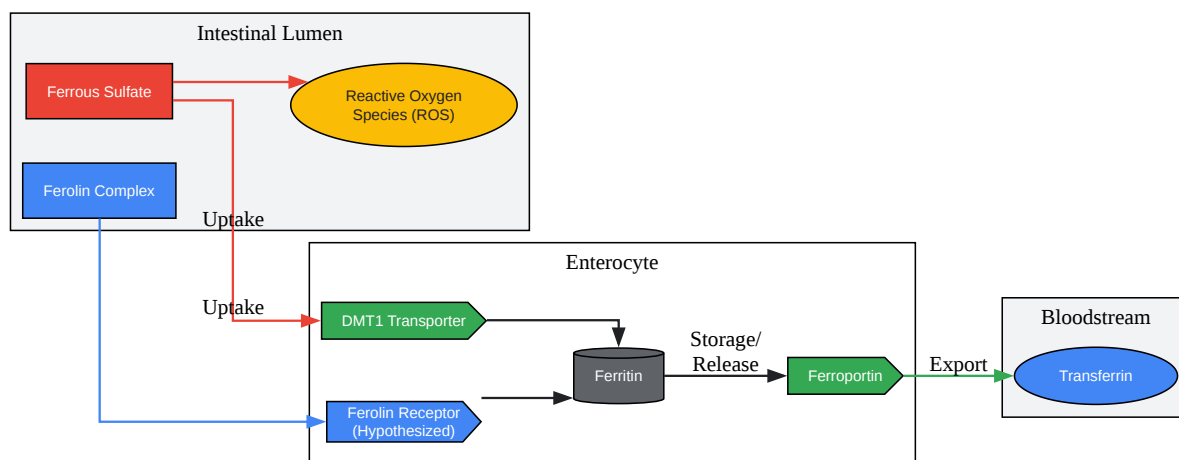 Intestinal Lumen
Ferrous Sulfate
Reactive Oxygen
Species (ROS)
Ferolin Complex
Uptake
Enterocyte
Uptake
DMT1 Transporter
Storage/
Release
Ferritin
Ferroportin
Export
Bloodstream
Transferrin
Ferolin Receptor
(Hypothesized)